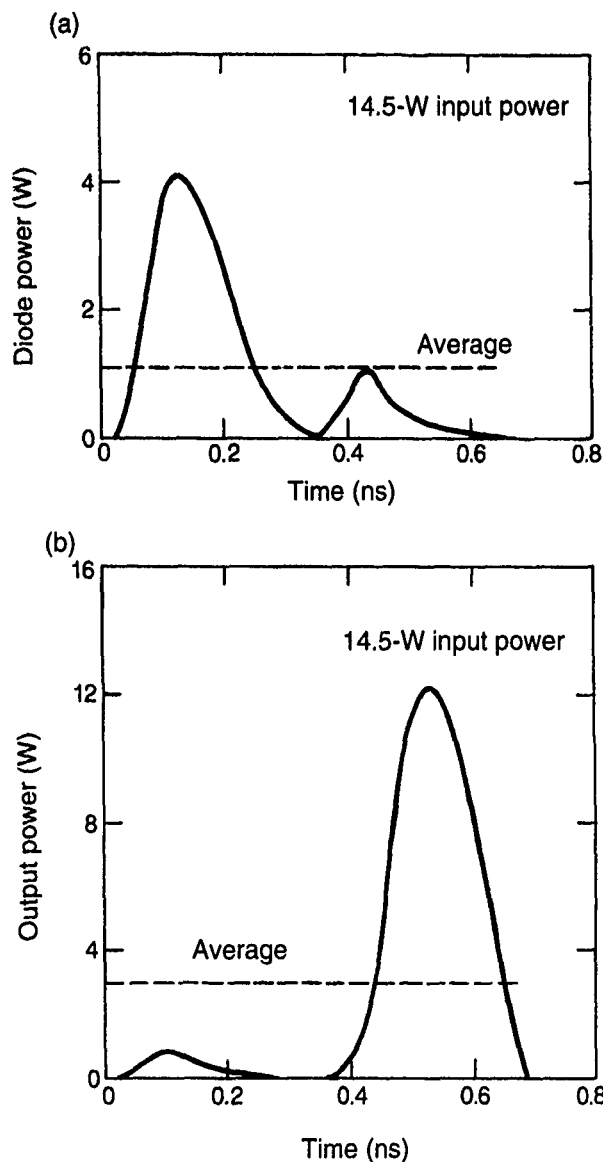 (a)
6
14.5-W input power
4
Diode power (W)
2
Average
0
0 0.2 0.4 0.6 0.8
Time (ns)
(b)
16
14.5-W input power
12
Output power (W)
8
Average
4
0
0 0.2 0.4 0.6 0.8
Time (ns)